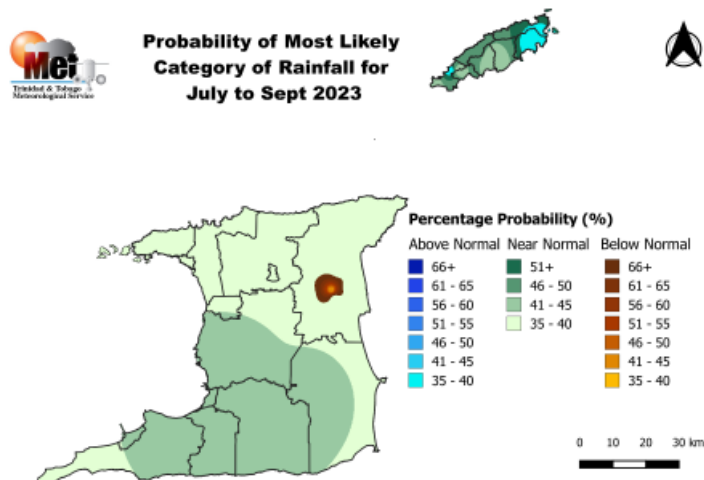 Met
Trinidad & Tobago
Meteorological Service
Probability of Most Likely
Category of Rainfall for
July to Sept 2023
Percentage Probability (%)
Above Normal Near Normal Below Normal
66+ 51+ 66+
61 - 65 46 - 50 61 - 65
56 - 60 41 - 45 56 - 60
51 - 55 35 - 40 51 - 55
46 - 50 46 - 50
41 - 45 41 - 45
35 - 40 35 - 40
0 10 20 30 km